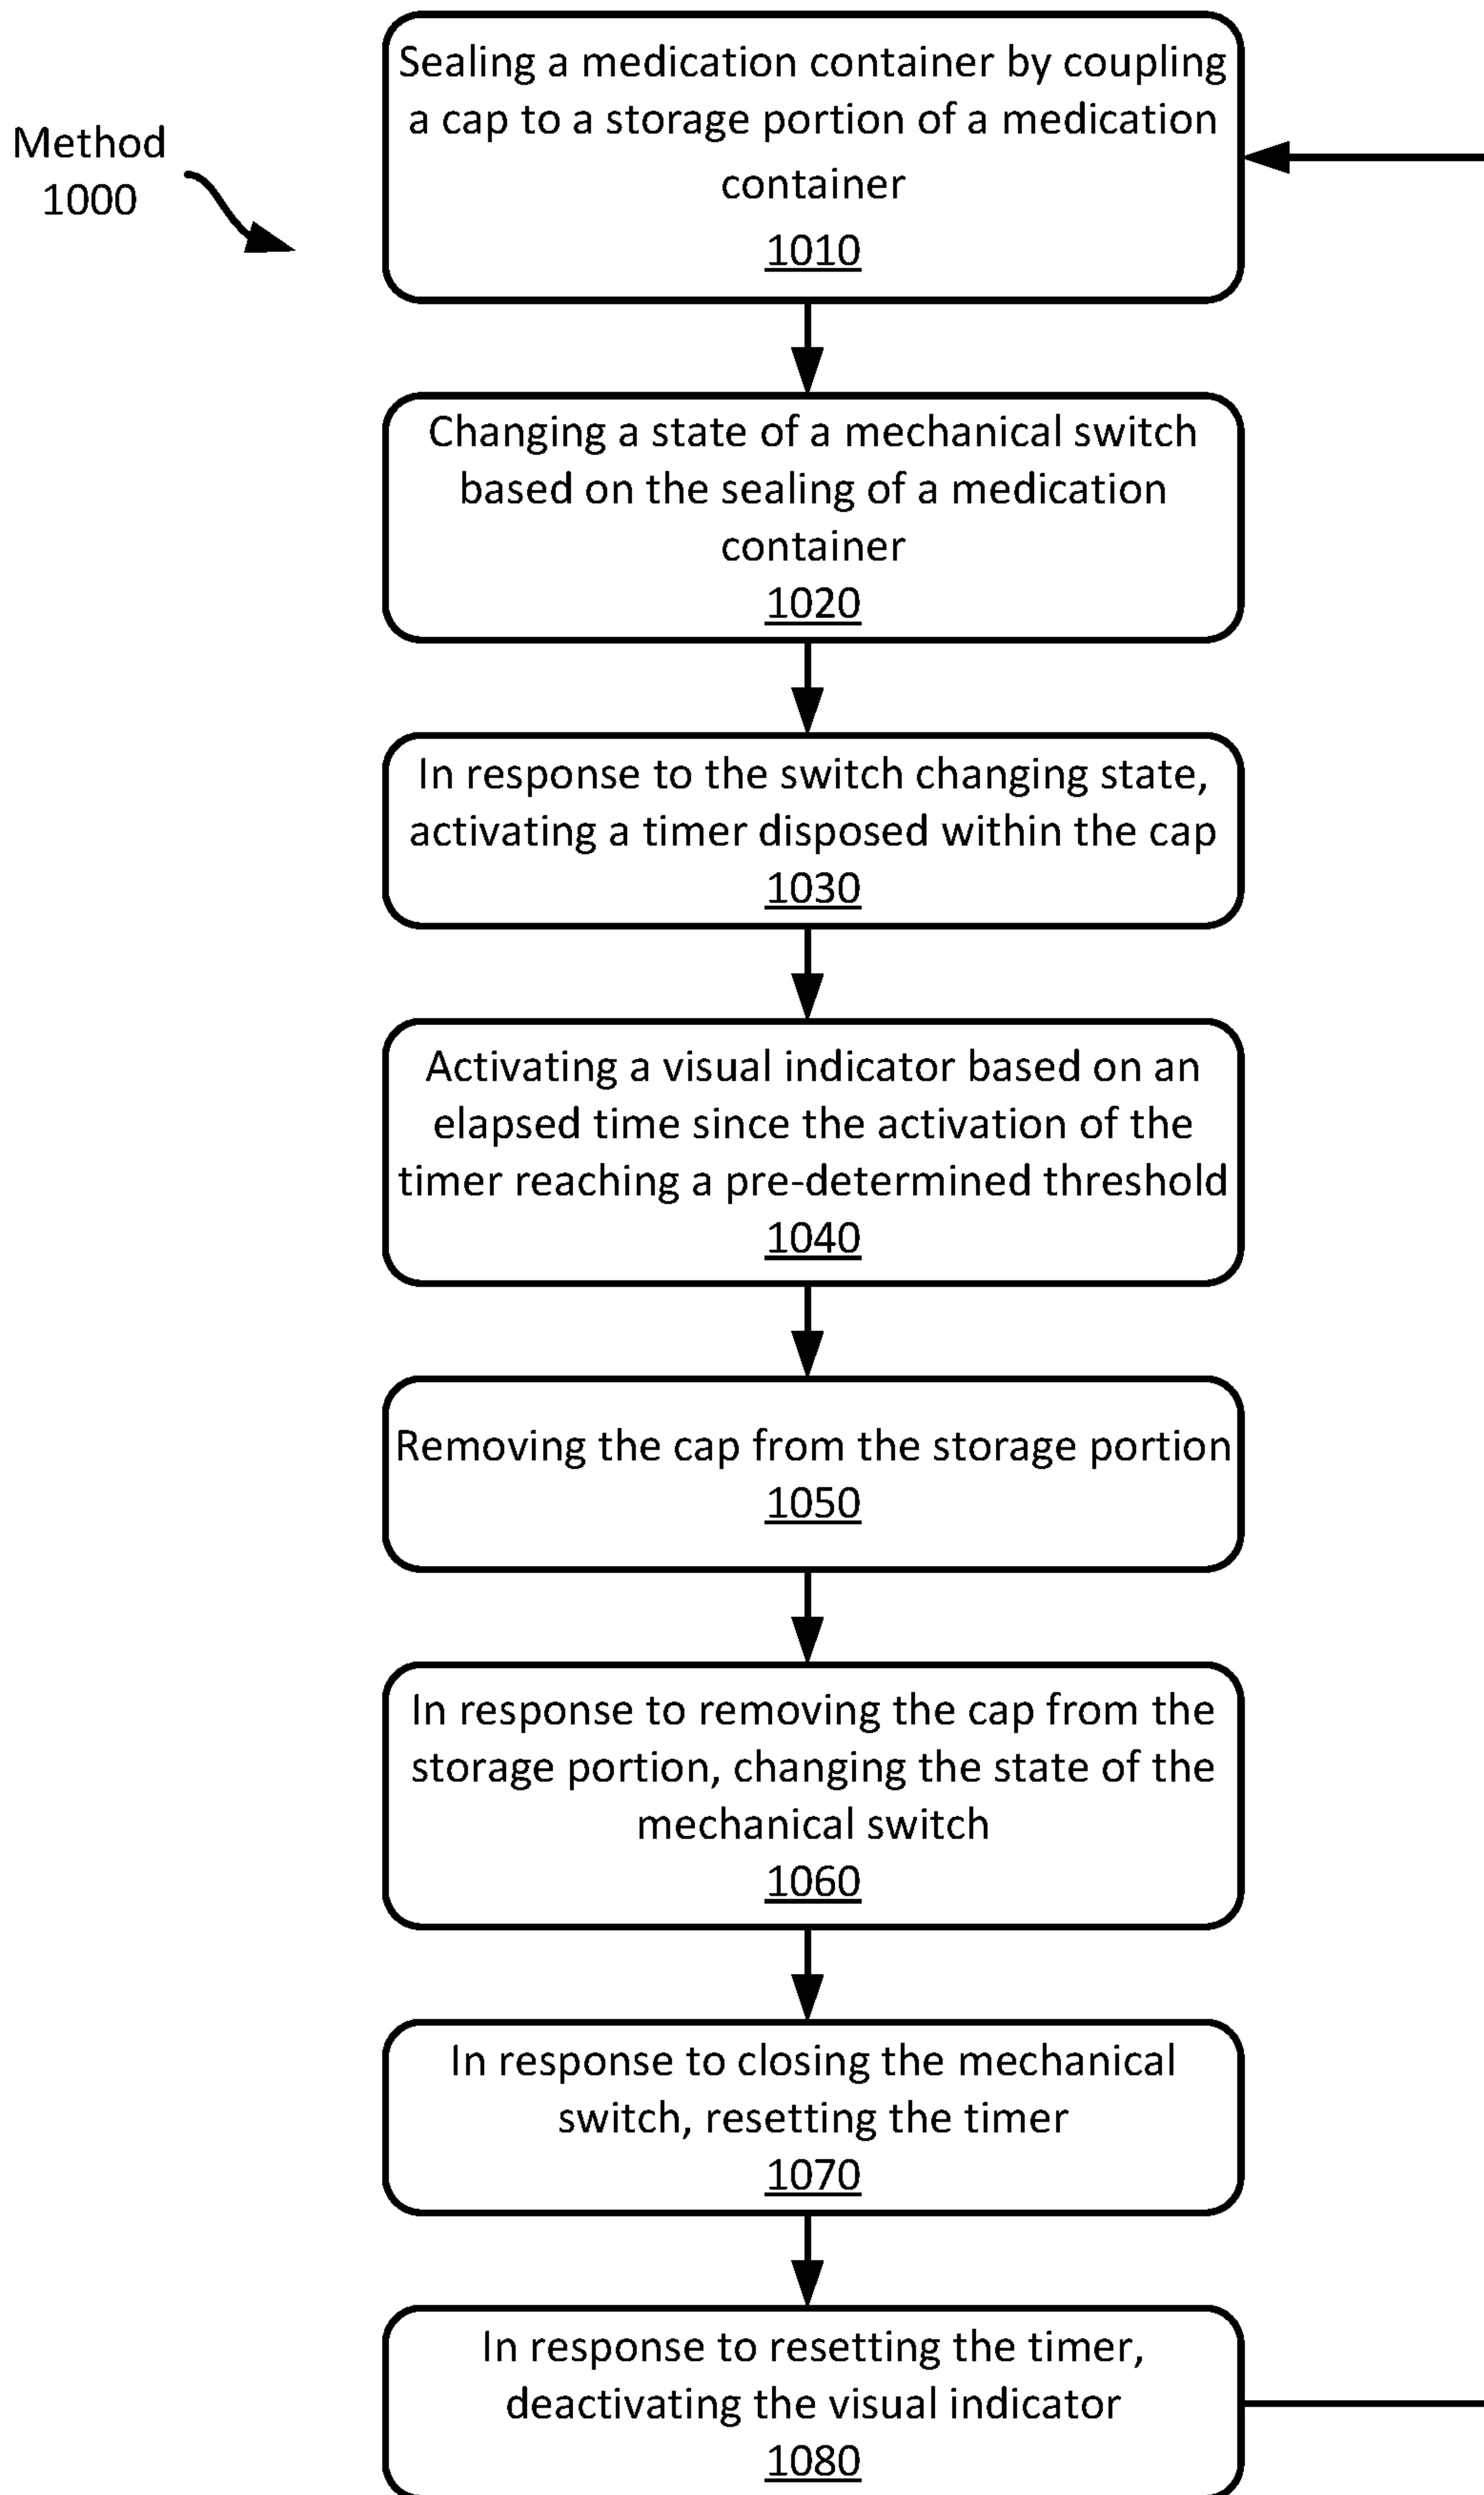 Method
1000
Sealing a medication container by coupling
a cap to a storage portion of a medication
container
1010
Changing a state of a mechanical switch
based on the sealing of a medication
container
1020
In response to the switch changing state,
activating a timer disposed within the cap
1030
Activating a visual indicator based on an
elapsed time since the activation of the
timer reaching a pre-determined threshold
1040
Removing the cap from the storage portion
1050
In response to removing the cap from the
storage portion, changing the state of the
mechanical switch
1060
In response to closing the mechanical
switch, resetting the timer
1070
In response to resetting the timer,
deactivating the visual indicator
1080